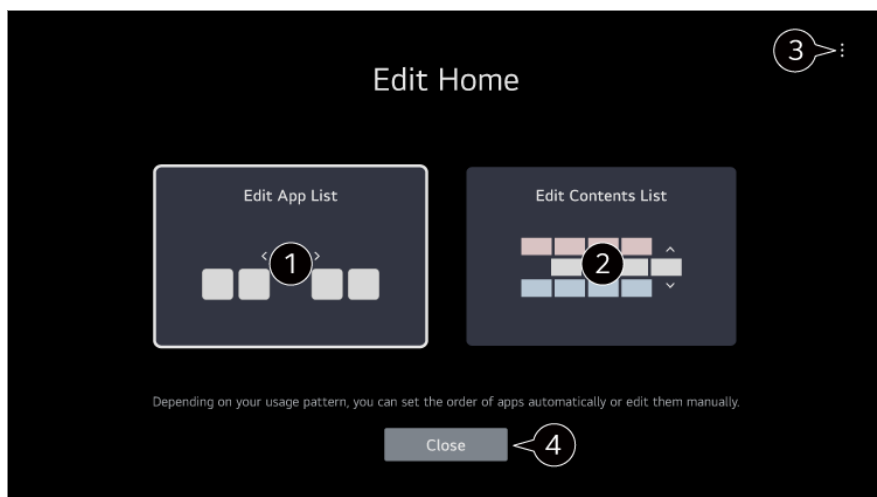 3
Edit Home
Edit App List
Edit Contents List
1
2
Depending on your usage pattern, you can set the order of apps automatically or edit them manually.
Close
4